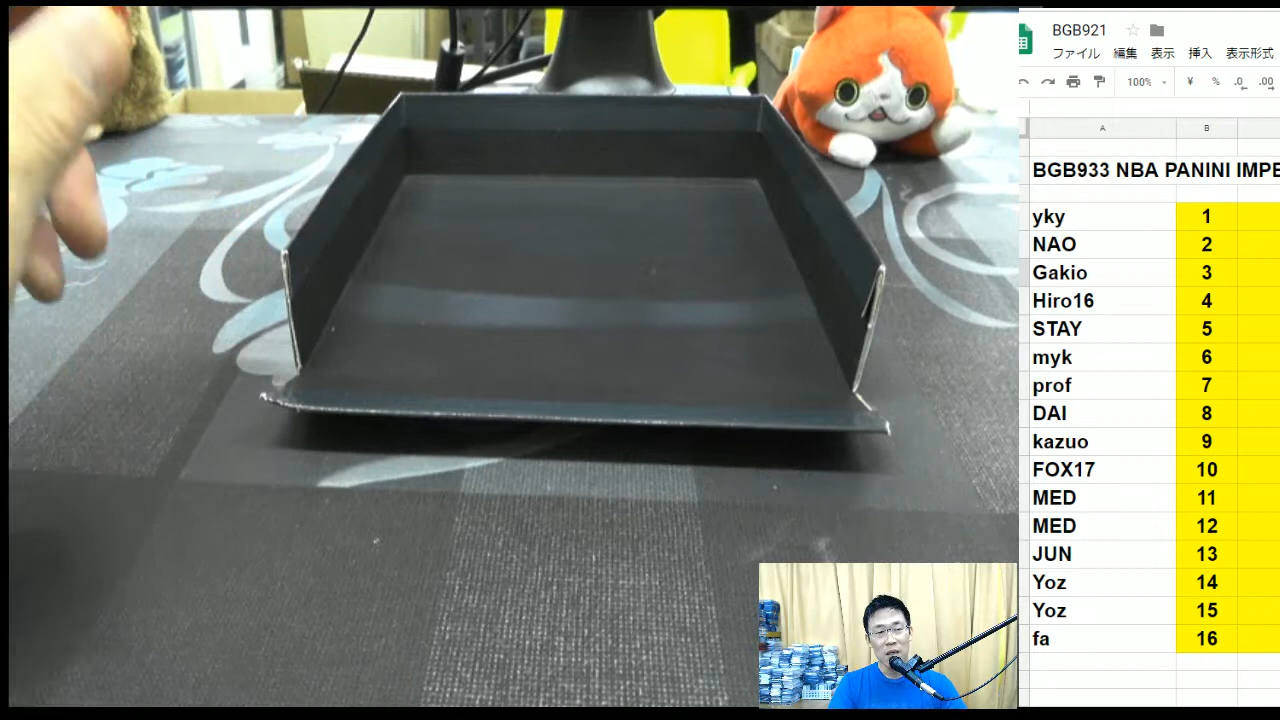 BGB921
ファイル 編集 表示 挿入 表示形式
100% ¥ % .0 .00
A B
BGB933 NBA PANINI IMPE
yky 1
NAO 2
Gakio 3
Hiro16 4
STAY 5
myk 6
prof 7
DAI 8
kazuo 9
FOX17 10
MED 11
MED 12
JUN 13
Yoz 14
Yoz 15
fa 16